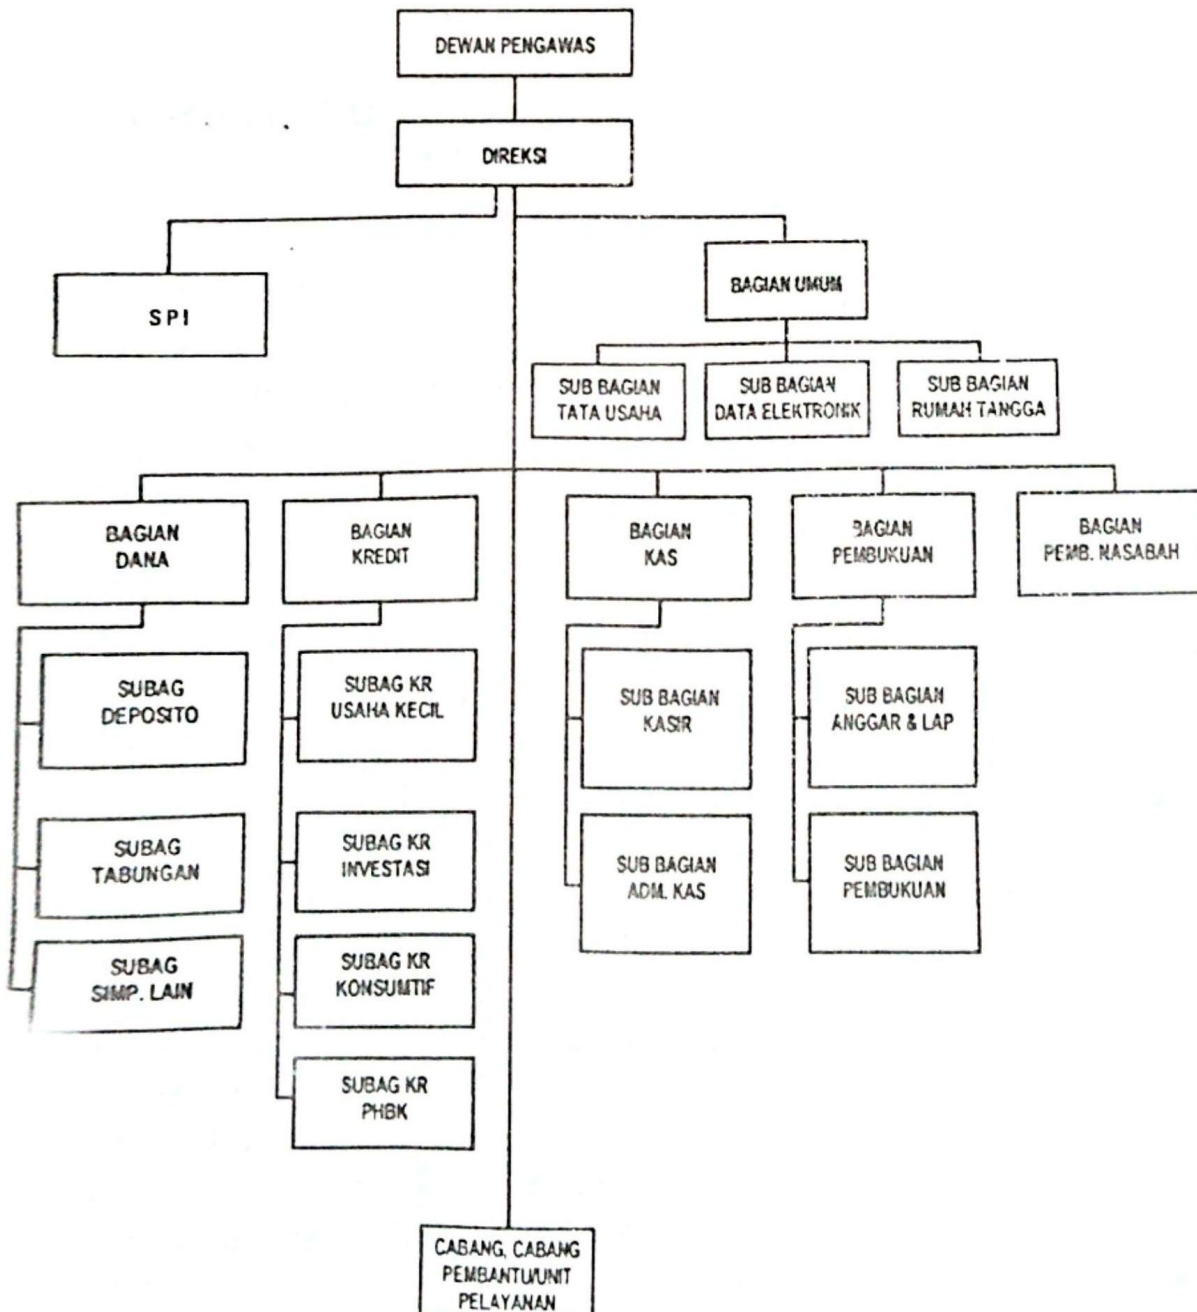 DEWAN PENGAWAS
DIREKSI
SPI
BAGIAN UMUM
SUB BAGIAN
TATA USAHA
SUB BAGIAN
DATA ELEKTRONIK
SUB BAGIAN
RUMAH TANGGA
BAGIAN
DANA
BAGIAN
KREDIT
BAGIAN
KAS
BAGIAN
PEMBUKUAN
BAGIAN
PEMB. NASABAH
SUBAG
DEPOSITO
SUBAG KR
USAHA KECIL
SUB BAGIAN
KASIR
SUB BAGIAN
ANGGAR & LAP
SUBAG
TABUNGAN
SUBAG KR
INVESTASI
SUB BAGIAN
ADM. KAS
SUB BAGIAN
PEMBUKUAN
SUBAG
SIMP. LAIN
SUBAG KR
KONSUMTIF
SUBAG KR
PHBK
CABANG, CABANG
PEMBANTU/UNIT
PELAYANAN